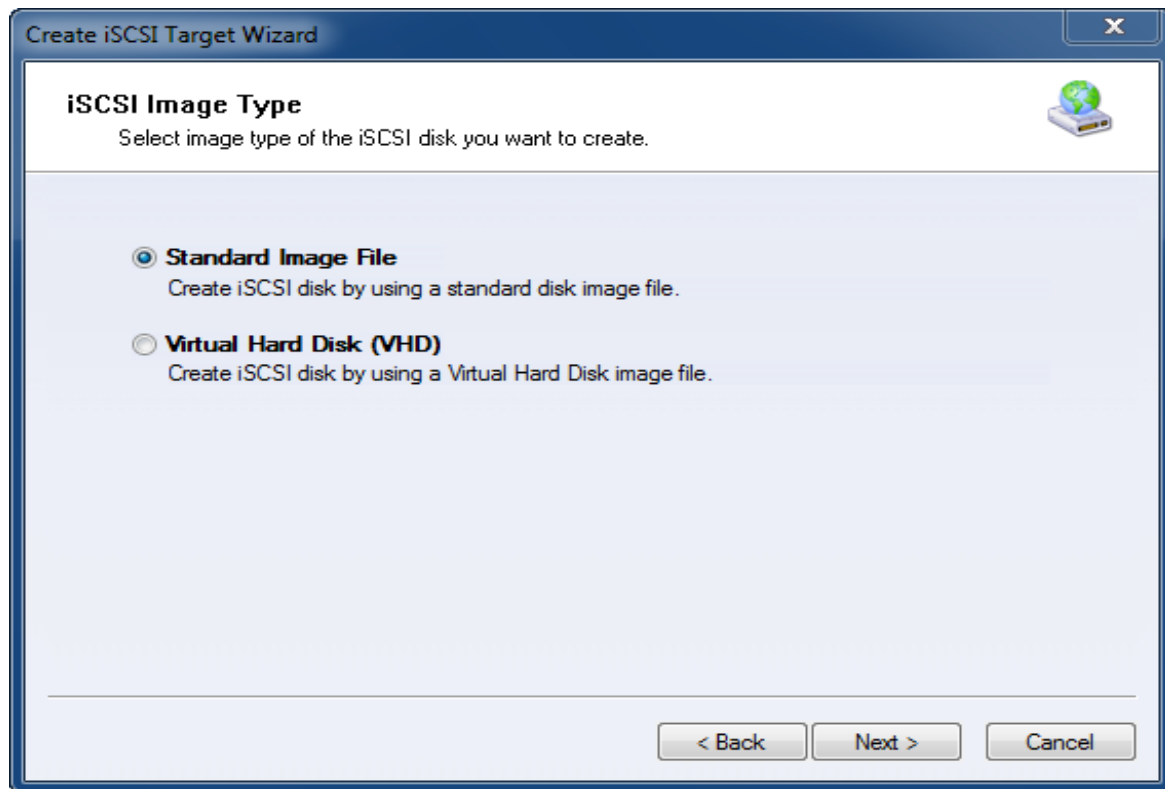 Create iSCSI Target Wizard
X
iSCSI Image Type
Select image type of the iSCSI disk you want to create.
Standard Image File
Create iSCSI disk by using a standard disk image file.
Virtual Hard Disk (VHD)
Create iSCSI disk by using a Virtual Hard Disk image file.
< Back Next > Cancel